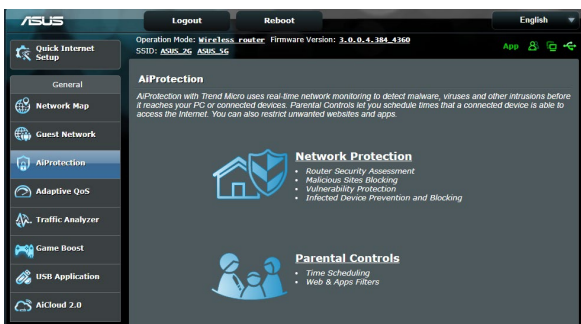 ASUS
Logout
Reboot
English
Quick Internet
Setup
Operation Mode: Wireless router Firmware Version: 3.0.0.4.384_4360
SSID: ASUS_2G ASUS_5G
App
General
Network Map
Guest Network
AiProtection
Adaptive QoS
Traffic Analyzer
Game Boost
USB Application
AiCloud 2.0
AiProtection
AiProtection with Trend Micro uses real-time network monitoring to detect malware, viruses and other intrusions before
it reaches your PC or connected devices. Parental Controls let you schedule times that a connected device is able to
access the Internet. You can also restrict unwanted websites and apps.
Network Protection
• Router Security Assessment
• Malicious Sites Blocking
• Vulnerability Protection
• Infected Device Prevention and Blocking
Parental Controls
• Time Scheduling
• Web & Apps Filters